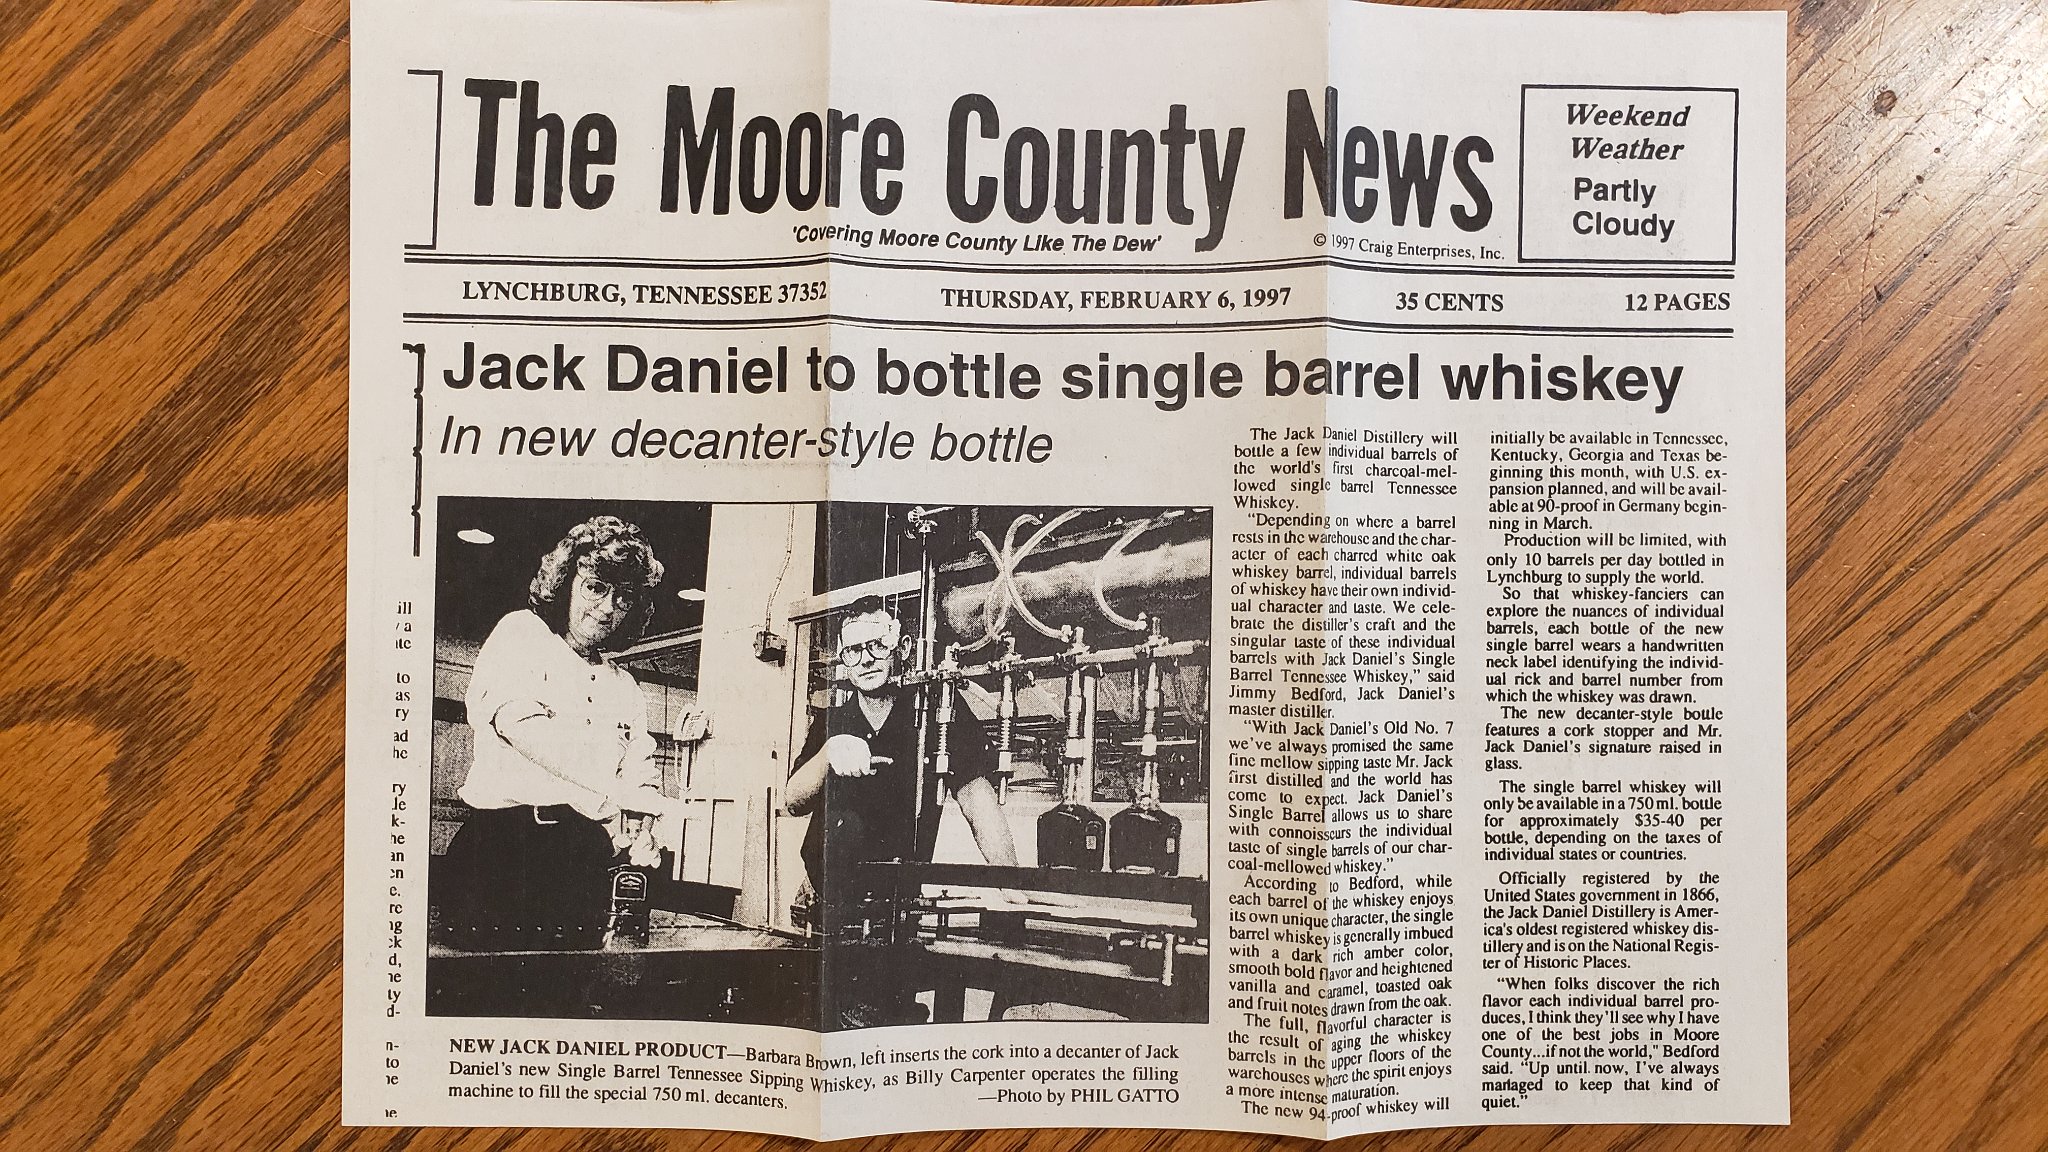 The Moore County News
'Covering Moore County Like The Dew'
© 1997 Craig Enterprises, Inc.
Weekend
Weather
Partly
Cloudy
LYNCHBURG, TENNESSEE 37352 THURSDAY, FEBRUARY 6, 1997 35 CENTS 12 PAGES
Jack Daniel to bottle single barrel whiskey
In new decanter-style bottle
NEW JACK DANIEL PRODUCT—Barbara Brown, left inserts the cork into a decanter of Jack
Daniel's new Single Barrel Tennessee Sipping Whiskey, as Billy Carpenter operates the filling
machine to fill the special 750 ml. decanters.
—Photo by PHIL GATTO
The Jack Daniel Distillery will
bottle a few individual barrels of
the world's first charcoal-mel-
lowed single barrel Tennessee
Whiskey.
"Depending on where a barrel
rests in the warehouse and the char-
acter of each charred white oak
whiskey barrel, individual barrels
of whiskey have their own individ-
ual character and taste. We cele-
brate the distiller's craft and the
singular taste of these individual
barrels with Jack Daniel's Single
Barrel Tennessee Whiskey," said
Jimmy Bedford, Jack Daniel's
master distiller.
"With Jack Daniel's Old No. 7
we've always promised the same
fine mellow sipping taste Mr. Jack
first distilled and the world has
come to expect. Jack Daniel's
Single Barrel allows us to share
with connoisseurs the individual
taste of single barrels of our char-
coal-mellowed whiskey."
According to Bedford, while
each barrel of the whiskey enjoys
its own unique character, the single
barrel whiskey is generally imbued
with a dark rich amber color,
smooth bold flavor and heightened
vanilla and caramel, toasted oak
and fruit notes drawn from the oak.
The full, flavorful character is
the result of aging the whiskey
barrels in the upper floors of the
warehouses where the spirit enjoys
a more intense maturation.
The new 94-proof whiskey will
initially be available in Tennessee,
Kentucky, Georgia and Texas be-
ginning this month, with U.S. ex-
pansion planned, and will be avail-
able at 90-proof in Germany begin-
ning in March.
Production will be limited, with
only 10 barrels per day bottled in
Lynchburg to supply the world.
So that whiskey-fanciers can
explore the nuances of individual
barrels, each bottle of the new
single barrel wears a handwritten
neck label identifying the individ-
ual rick and barrel number from
which the whiskey was drawn.
The new decanter-style bottle
features a cork stopper and Mr.
Jack Daniel's signature raised in
glass.
The single barrel whiskey will
only be available in a 750 ml. bottle
for approximately $35-40 per
bottle, depending on the taxes of
individual states or countries.
Officially registered by the
United States government in 1866,
the Jack Daniel Distillery is Amer-
ica's oldest registered whiskey dis-
tillery and is on the National Regis-
ter of Historic Places.
"When folks discover the rich
flavor each individual barrel pro-
duces, I think they'll see why I have
one of the best jobs in Moore
County...if not the world," Bedford
said. "Up until now, I've always
managed to keep that kind of
quiet."